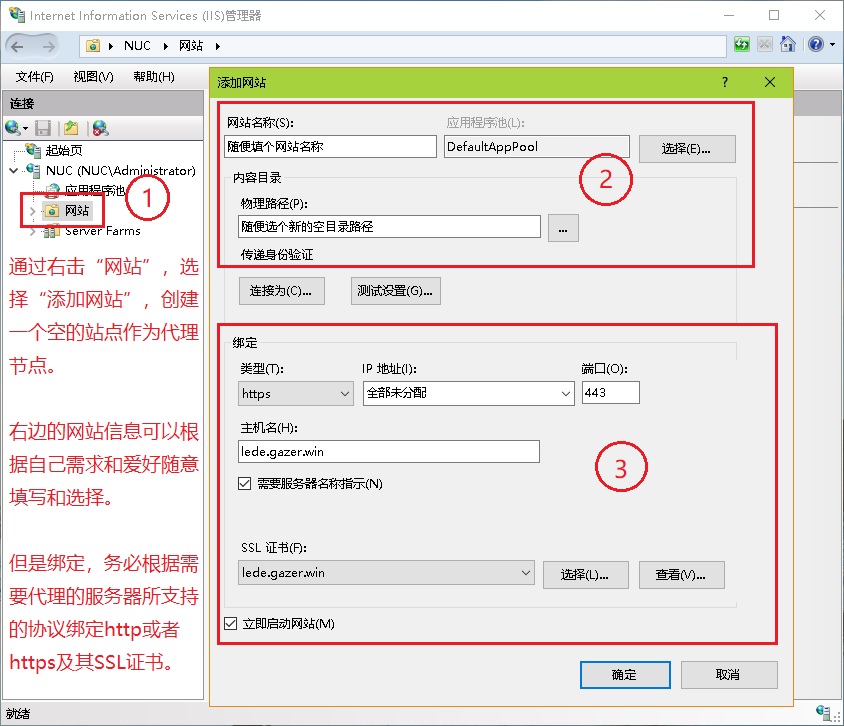 Internet Information Services (IIS)管理器
NUC 网站
文件(F) 视图(V) 帮助(H)
连接
起始页
NUC (NUC\Administrator)
应用程序池
网站
Server Farms
1
通过右击“网站”，选
择“添加网站”，创建
一个空的站点作为代理
节点。
右边的网站信息可以根
据自己需求和爱好随意
填写和选择。
但是绑定，务必根据需
要代理的服务器所支持
的协议绑定http或者
https及其SSL证书。
添加网站 ?
网站名称(S): 应用程序池(L):
随便填个网站名称 DefaultAppPool 选择(E)...
2
内容目录
物理路径(P):
随便选个新的空目录路径 ...
传递身份验证
连接为(C)... 测试设置(G)...
绑定
类型(T): IP 地址(I): 端口(O):
https 全部未分配 443
主机名(H):
lede.gazer.win
3
需要服务器名称指示(N)
SSL 证书(F):
lede.gazer.win 选择(L)... 查看(V)...
立即启动网站(M)
确定 取消
就绪